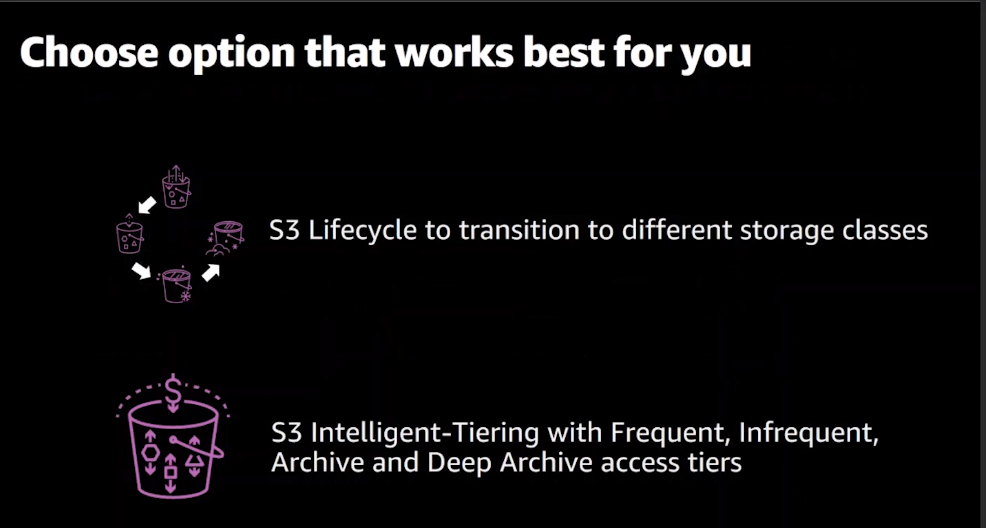 Choose option that works best for you
S3 Lifecycle to transition to different storage classes
S3 Intelligent-Tiering with Frequent, Infrequent,
Archive and Deep Archive access tiers